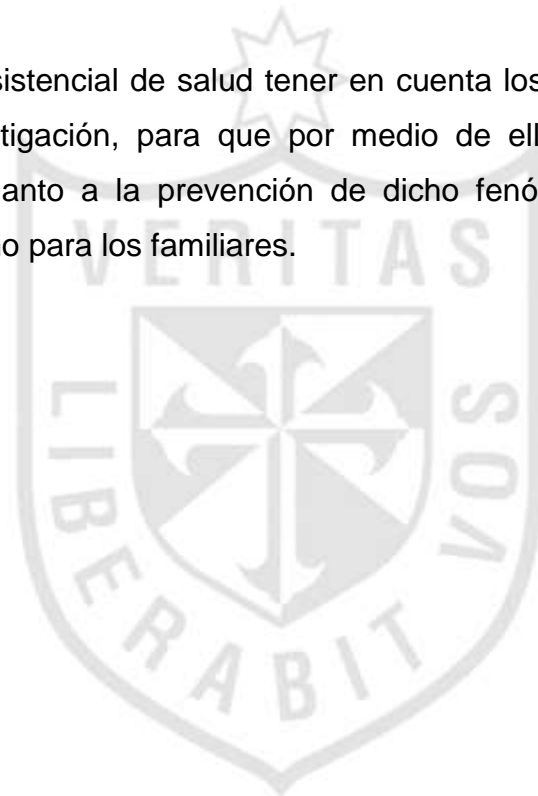 sistencial de salud tener en cuenta los
tigación, para que por medio de ell
anto a la prevención de dicho fenó
no para los familiares.
VERITAS
LIBERABIT VOS